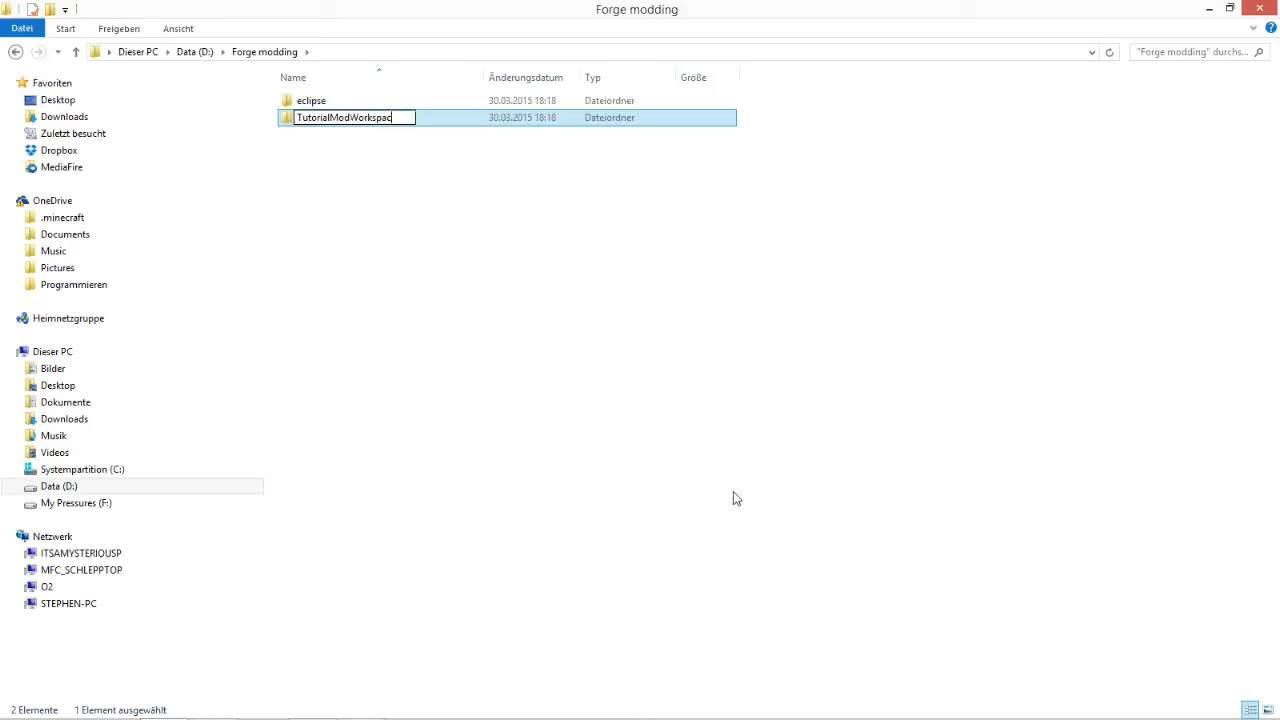 Forge modding
Datei Start Freigeben Ansicht
Dieser PC Data (D:) Forge modding "Forge modding" durchs...
Name Änderungsdatum Typ Größe
eclipse 30.03.2015 18:18 Dateiordner
TutorialModWorkspac 30.03.2015 18:18 Dateiordner
Favoriten
Desktop
Downloads
Zuletzt besucht
Dropbox
MediaFire
OneDrive
.minecraft
Documents
Music
Pictures
Programmieren
Heimnetzgruppe
Dieser PC
Bilder
Desktop
Dokumente
Downloads
Musik
Videos
Systempartition (C:)
Data (D:)
My Pressures (F:)
Netzwerk
ITSAMYSTERIOUSP
MFC_SCHLEPPTOP
O2
STEPHEN-PC
2 Elemente 1 Element ausgewählt